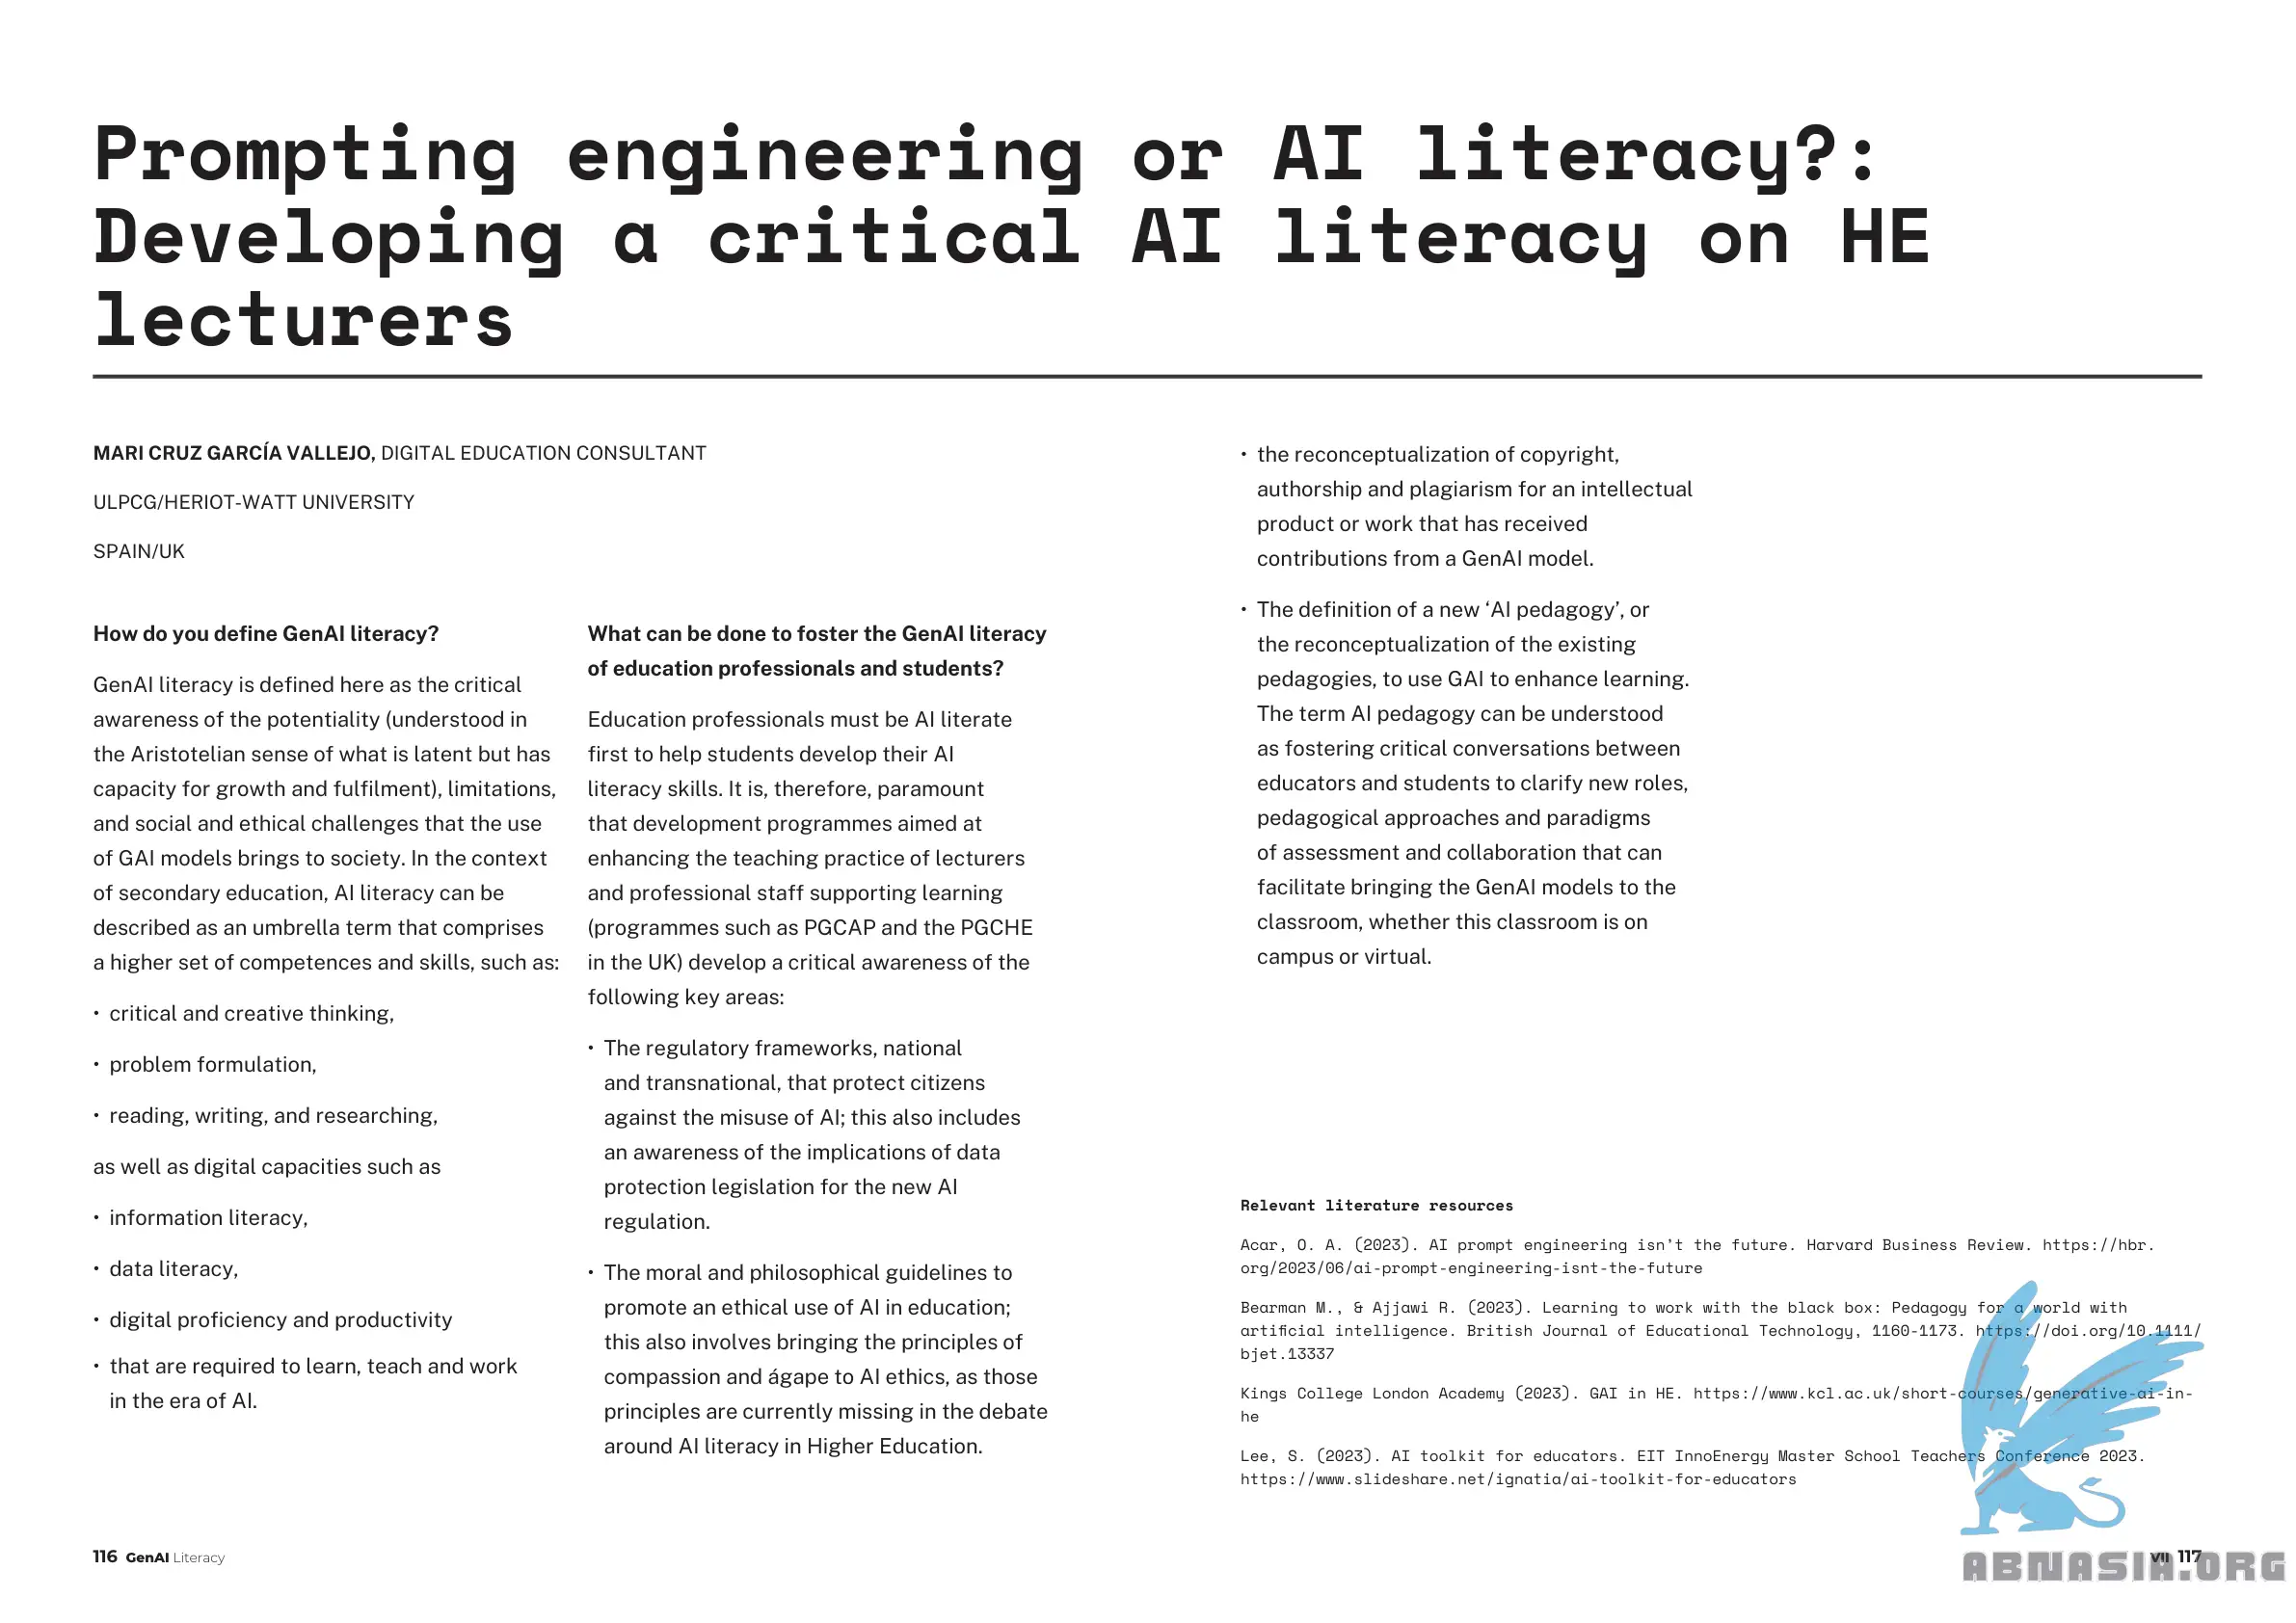 Prompting engineering or AI literacy?:
Developing a critical AI literacy on HE
lecturers
MARI CRUZ GARCÍA VALLEJO, DIGITAL EDUCATION CONSULTANT
ULPCG/HERIOT-WATT UNIVERSITY
SPAIN/UK
How do you define GenAI literacy?
GenAI literacy is defined here as the critical
awareness of the potentiality (understood in
the Aristotelian sense of what is latent but has
capacity for growth and fulfilment), limitations,
and social and ethical challenges that the use
of GAI models brings to society. In the context
of secondary education, AI literacy can be
described as an umbrella term that comprises
a higher set of competences and skills, such as:
• critical and creative thinking,
• problem formulation,
• reading, writing, and researching,
as well as digital capacities such as
• information literacy,
• data literacy,
• digital proficiency and productivity
• that are required to learn, teach and work
in the era of AI.
What can be done to foster the GenAI literacy
of education professionals and students?
Education professionals must be AI literate
first to help students develop their AI
literacy skills. It is, therefore, paramount
that development programmes aimed at
enhancing the teaching practice of lecturers
and professional staff supporting learning
(programmes such as PGCAP and the PGCHE
in the UK) develop a critical awareness of the
following key areas:
• The regulatory frameworks, national
and transnational, that protect citizens
against the misuse of AI; this also includes
an awareness of the implications of data
protection legislation for the new AI
regulation.
• The moral and philosophical guidelines to
promote an ethical use of AI in education;
this also involves bringing the principles of
compassion and ágape to AI ethics, as those
principles are currently missing in the debate
around AI literacy in Higher Education.
• the reconceptualization of copyright,
authorship and plagiarism for an intellectual
product or work that has received
contributions from a GenAI model.
• The definition of a new ‘AI pedagogy’, or
the reconceptualization of the existing
pedagogies, to use GAI to enhance learning.
The term AI pedagogy can be understood
as fostering critical conversations between
educators and students to clarify new roles,
pedagogical approaches and paradigms
of assessment and collaboration that can
facilitate bringing the GenAI models to the
classroom, whether this classroom is on
campus or virtual.
Relevant literature resources
Acar, O. A. (2023). AI prompt engineering isn’t the future. Harvard Business Review. https://hbr.
org/2023/06/ai-prompt-engineering-isnt-the-future
Bearman M., & Ajjawi R. (2023). Learning to work with the black box: Pedagogy for a world with
artificial intelligence. British Journal of Educational Technology, 1160-1173. https://doi.org/10.1111/
bjet.13337
Kings College London Academy (2023). GAI in HE. https://www.kcl.ac.uk/short-courses/generative-ai-in-
he
Lee, S. (2023). AI toolkit for educators. EIT InnoEnergy Master School Teachers Conference 2023.
https://www.slideshare.net/ignatia/ai-toolkit-for-educators
116 GenAI Literacy
VII 117
ABNASIA.ORG